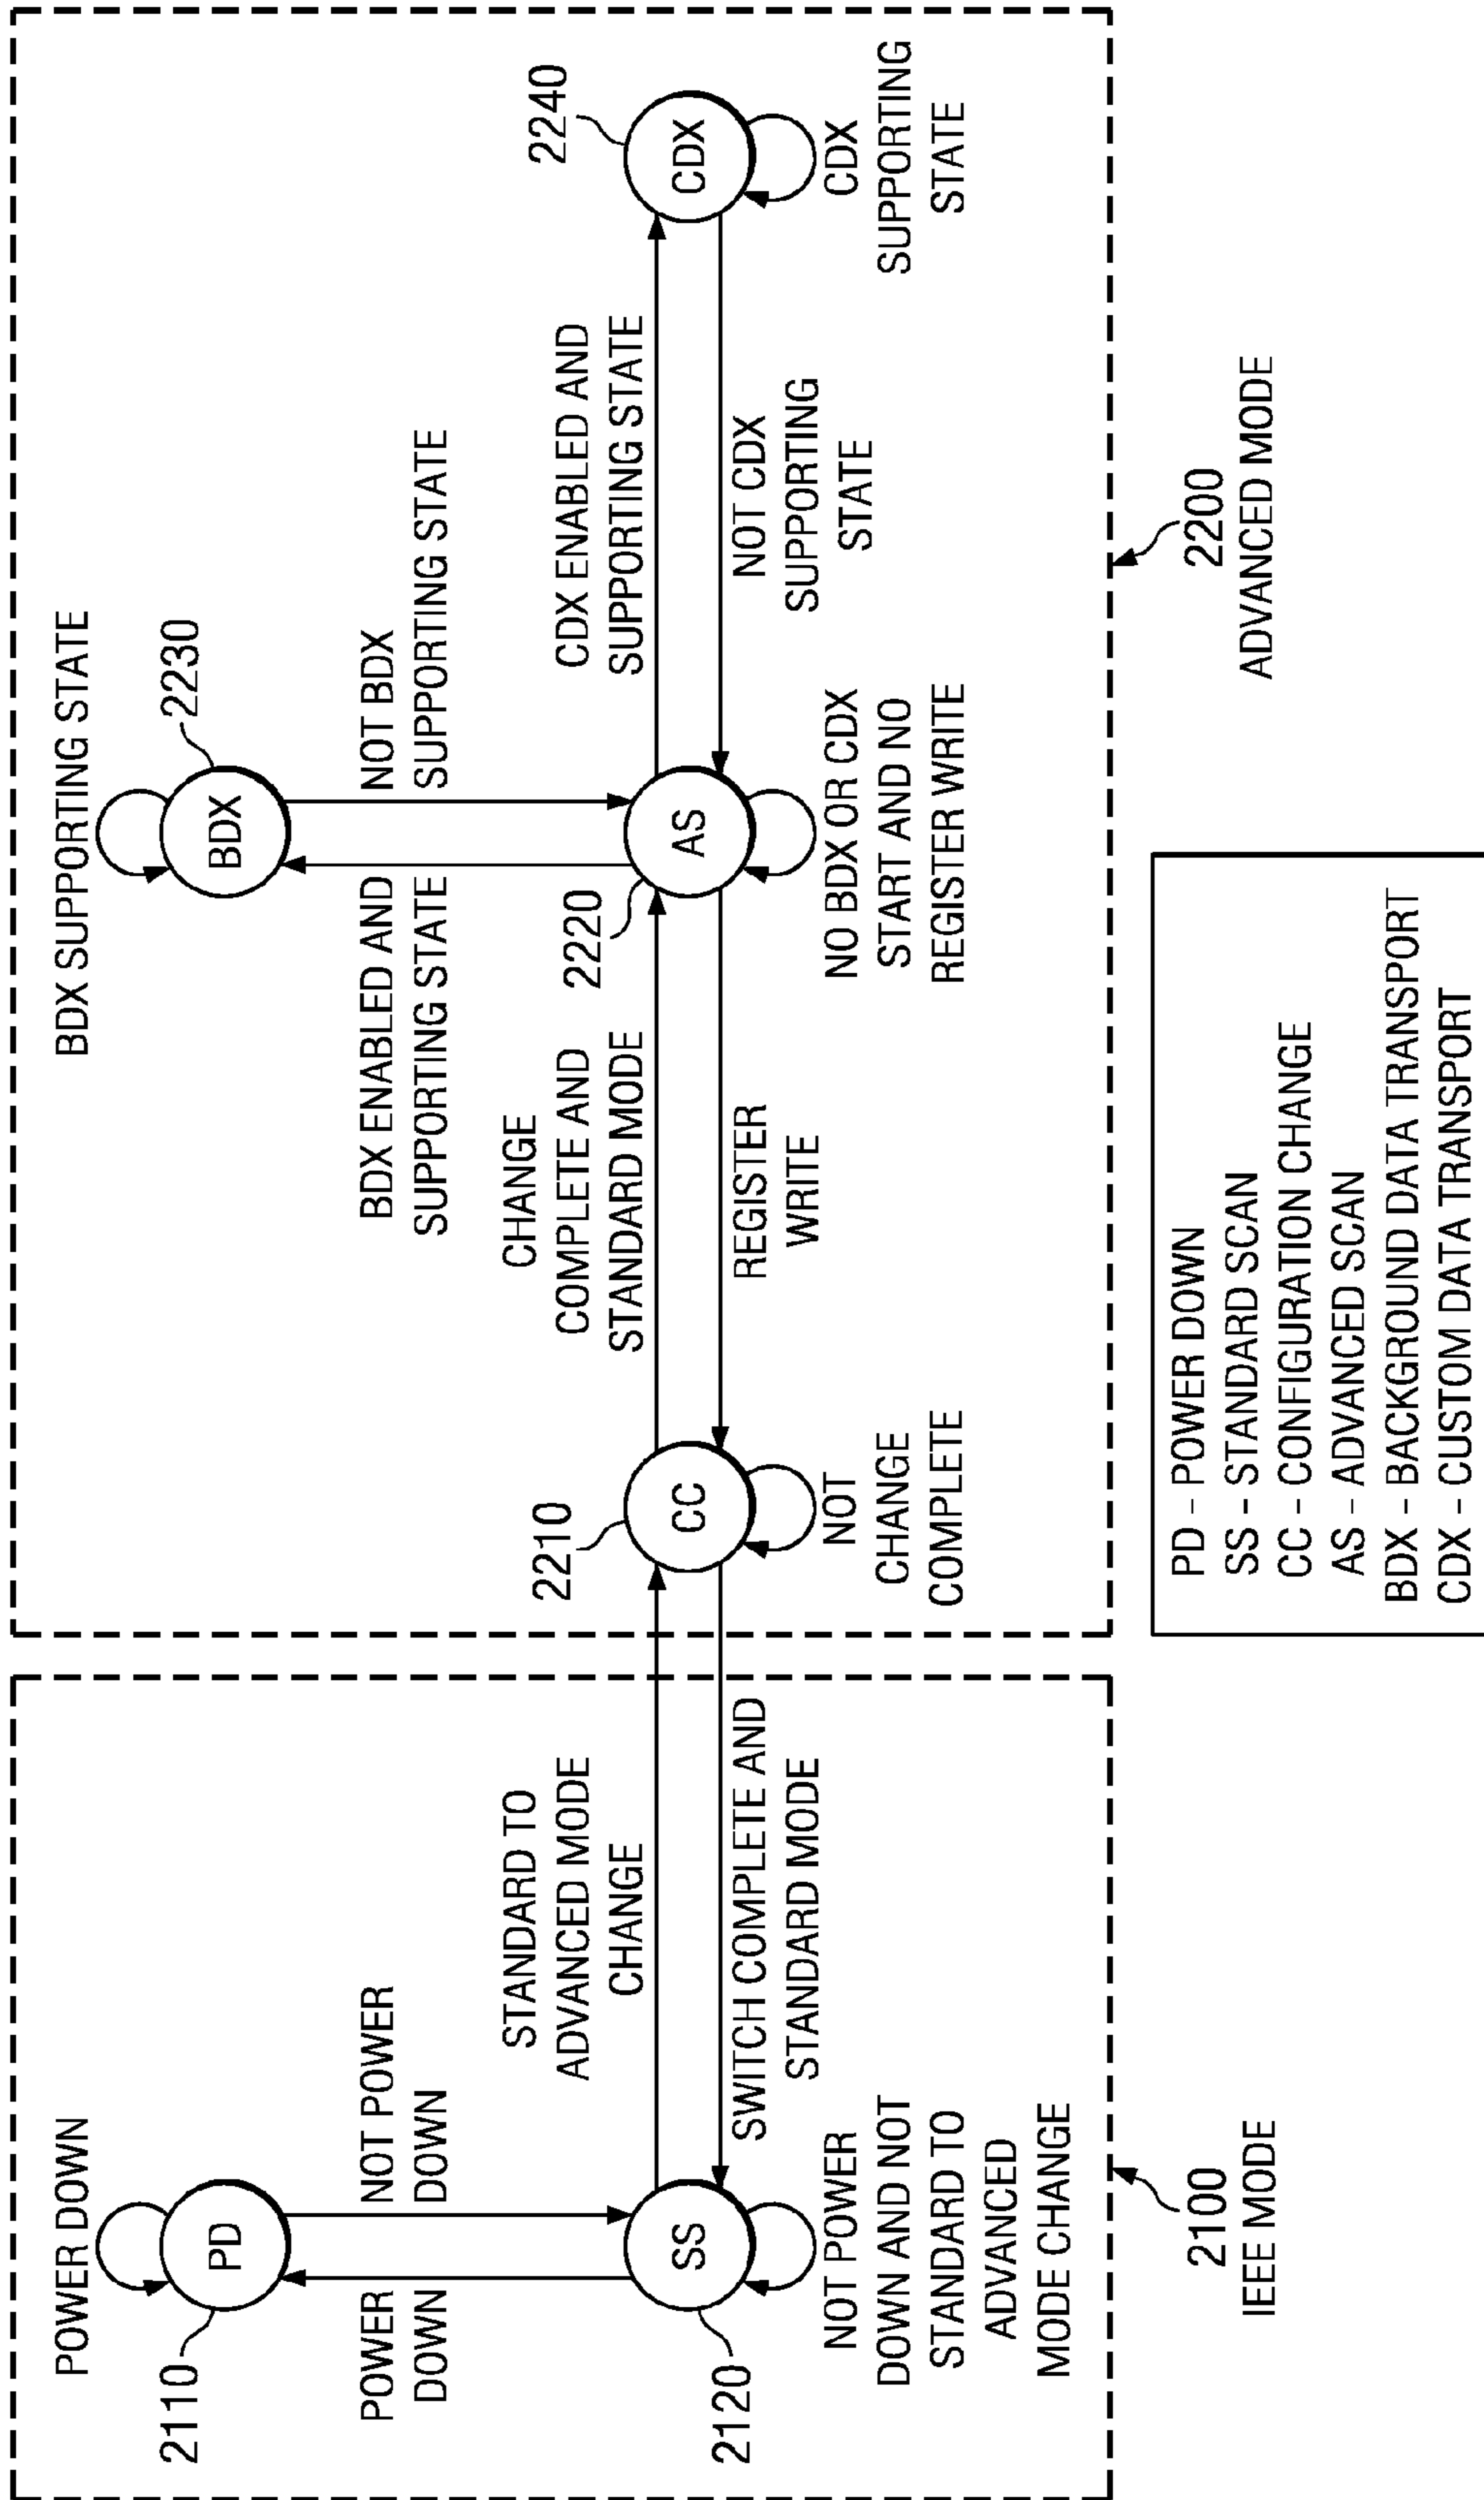 POWER DOWN
2110
PD
POWER
DOWN
NOT POWER
DOWN
2120
SS
NOT POWER
DOWN AND NOT
STANDARD TO
ADVANCED
MODE CHANGE
STANDARD TO
ADVANCED MODE
CHANGE
SWITCH COMPLETE AND
STANDARD MODE
2100
IEEE MODE
2210
CC
NOT
CHANGE
COMPLETE
CHANGE
COMPLETE AND
STANDARD MODE
REGISTER
WRITE
BDX SUPPORTING STATE
2230
BDX
BDX ENABLED AND
SUPPORTING STATE
NOT BDX
SUPPORTING STATE
2220
AS
NO BDX OR CDX
START AND NO
REGISTER WRITE
CDX ENABLED AND
SUPPORTING STATE
NOT CDX
SUPPORTING
STATE
2240
CDX
CDX
SUPPORTING
STATE
2200
ADVANCED MODE
PD - POWER DOWN
SS - STANDARD SCAN
CC - CONFIGURATION CHANGE
AS - ADVANCED SCAN
BDX - BACKGROUND DATA TRANSPORT
CDX - CUSTOM DATA TRANSPORT